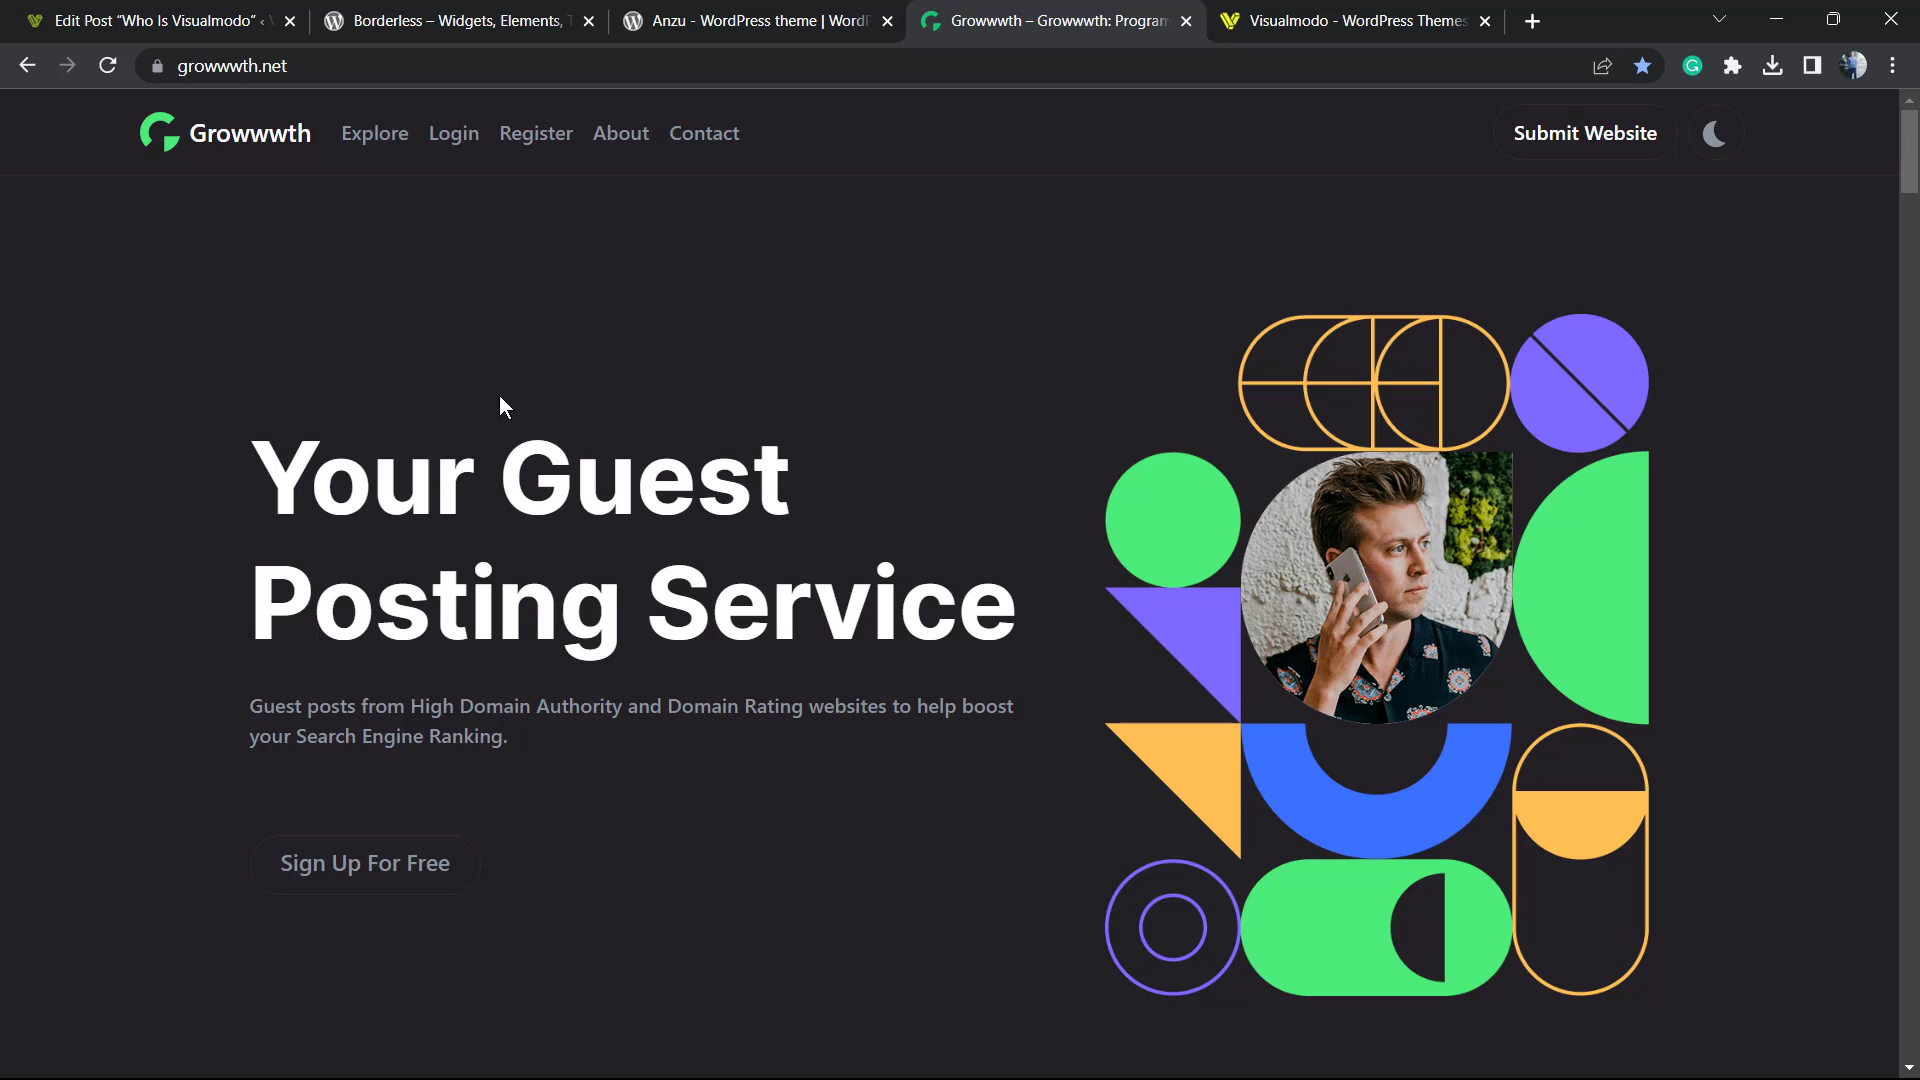 Edit Post “Who Is Visualmodo” ‹
Borderless – Widgets, Elements,
Anzu - WordPress theme | WordP
Growwwth – Growwwth: Program
Visualmodo - WordPress Themes
growwwth.net
Growwwth
Explore
Login
Register
About
Contact
Submit Website
Your Guest
Posting Service
Guest posts from High Domain Authority and Domain Rating websites to help boost
your Search Engine Ranking.
Sign Up For Free